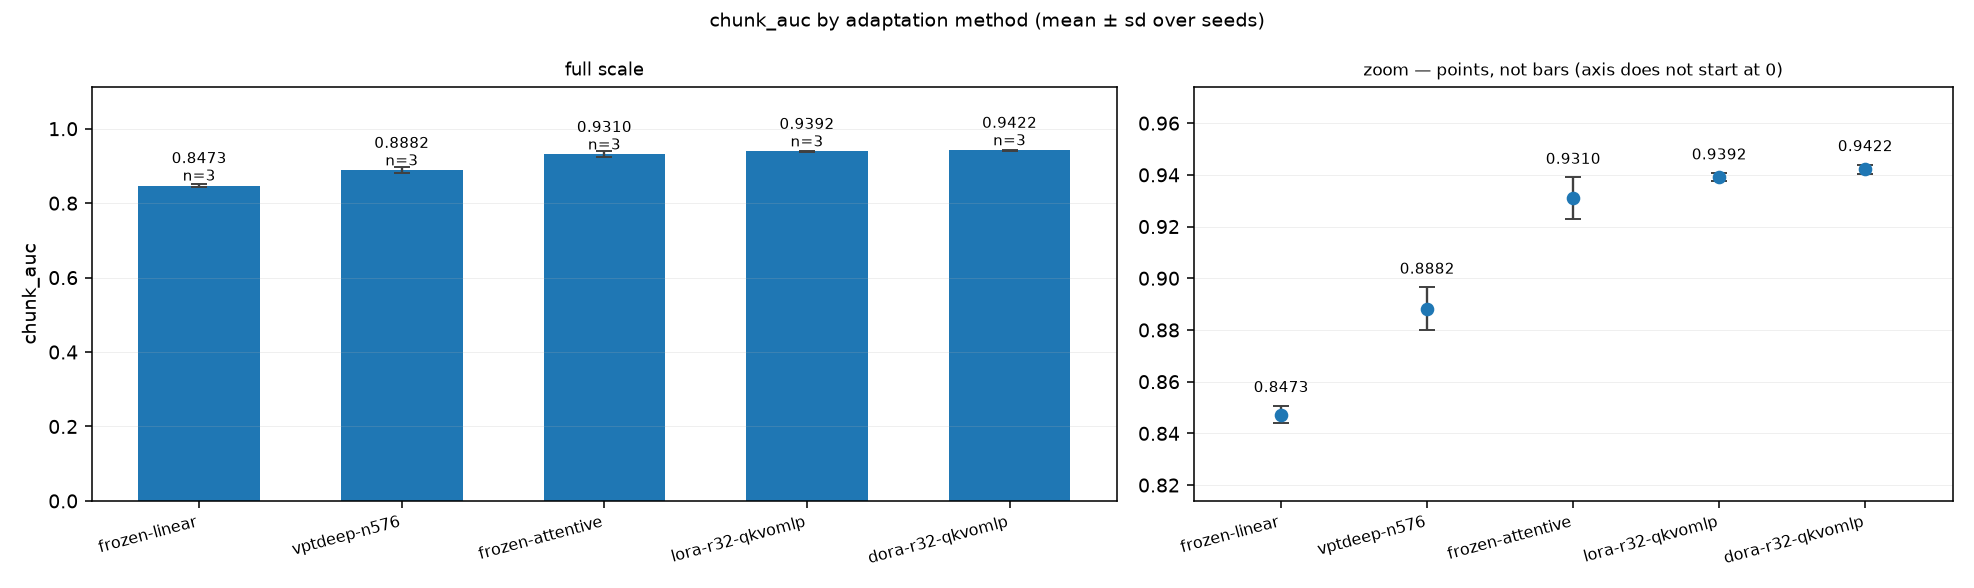 chunk_auc by adaptation method (mean ± sd over seeds)
full scale
chunk_auc
1.0
0.8
0.6
0.4
0.2
0.0
0.8473
n=3
0.8882
n=3
0.9310
n=3
0.9392
n=3
0.9422
n=3
frozen-linear
vptdeep-n576
frozen-attentive
lora-r32-qkvomlp
dora-r32-qkvomlp
zoom — points, not bars (axis does not start at 0)
0.96
0.94
0.92
0.90
0.88
0.86
0.84
0.82
0.8473
0.8882
0.9310
0.9392
0.9422
frozen-linear
vptdeep-n576
frozen-attentive
lora-r32-qkvomlp
dora-r32-qkvomlp